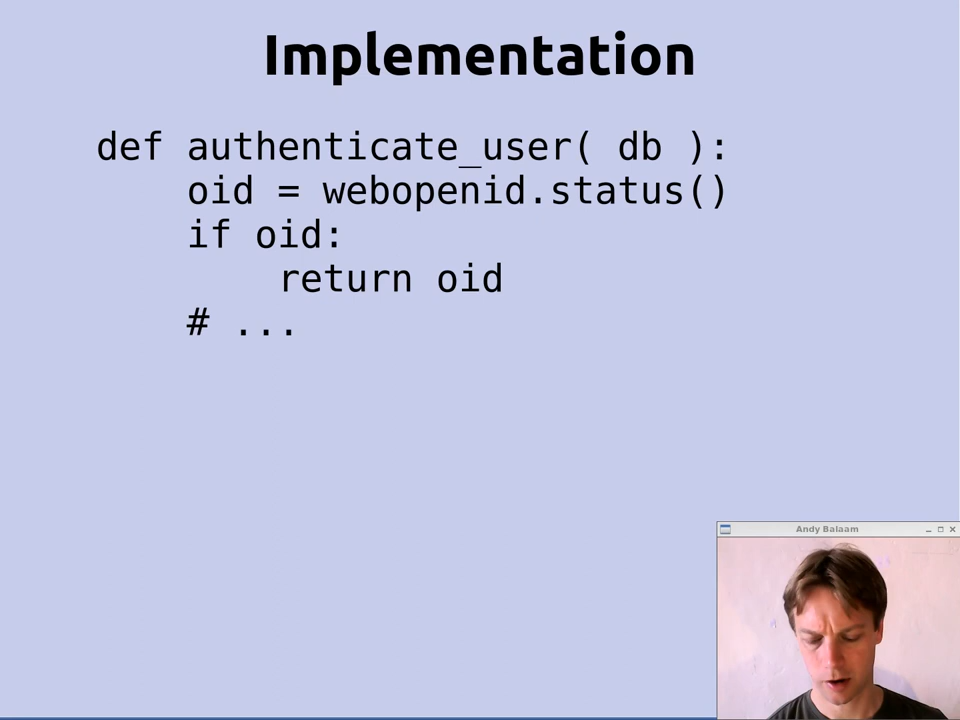 Implementation
def authenticate_user( db ):
    oid = webopenid.status()
    if oid:
        return oid
    # ...
Andy Balaam